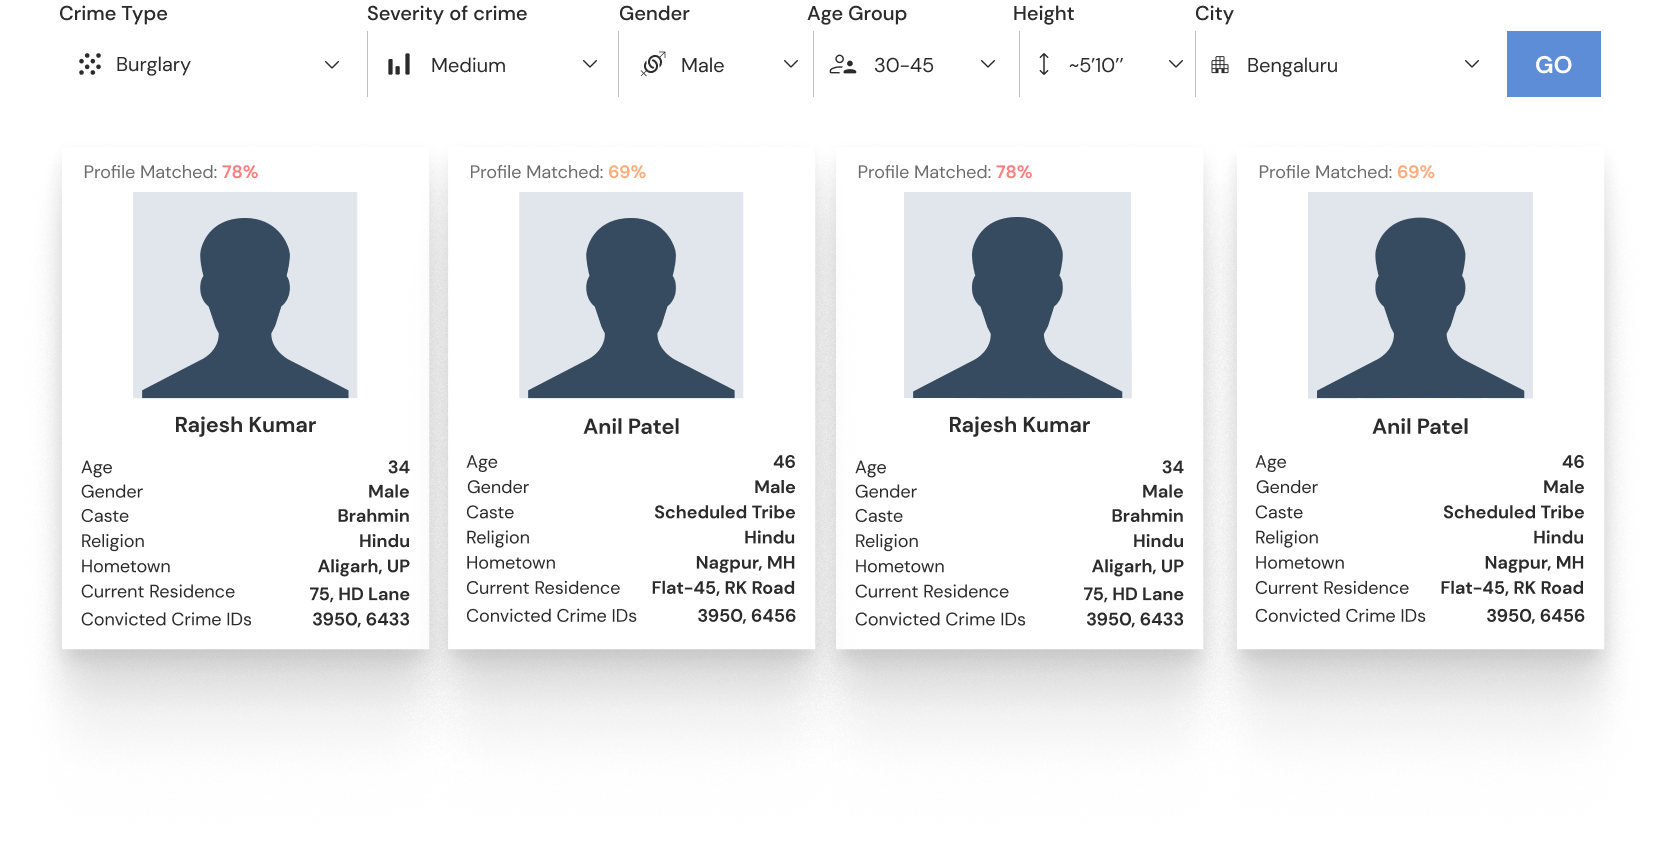 Crime Type
Severity of crime
Gender
Age Group
Height
City
Burglary
Medium
Male
30-45
~5'10''
Bengaluru
GO
Profile Matched: 78%
Rajesh Kumar
Age 34
Gender Male
Caste Brahmin
Religion Hindu
Hometown Aligarh, UP
Current Residence 75, HD Lane
Convicted Crime IDs 3950, 6433
Profile Matched: 69%
Anil Patel
Age 46
Gender Male
Caste Scheduled Tribe
Religion Hindu
Hometown Nagpur, MH
Current Residence Flat-45, RK Road
Convicted Crime IDs 3950, 6456
Profile Matched: 78%
Rajesh Kumar
Age 34
Gender Male
Caste Brahmin
Religion Hindu
Hometown Aligarh, UP
Current Residence 75, HD Lane
Convicted Crime IDs 3950, 6433
Profile Matched: 69%
Anil Patel
Age 46
Gender Male
Caste Scheduled Tribe
Religion Hindu
Hometown Nagpur, MH
Current Residence Flat-45, RK Road
Convicted Crime IDs 3950, 6456